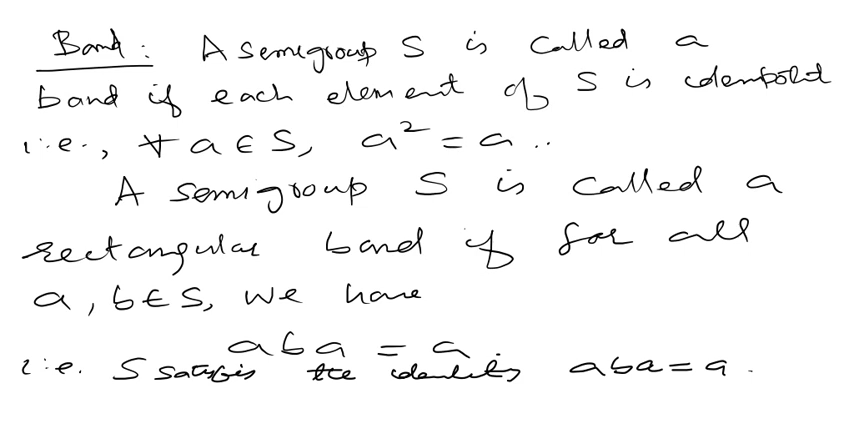 Band: A semigroup S is called a
band if each element of S is idempotent
i.e., ∀ a ∈ S, a² = a..
A semigroup S is called a
rectangular band if for all
a, b ∈ S, we have
aba = a.
i.e. S satisfies the identity aba = a.